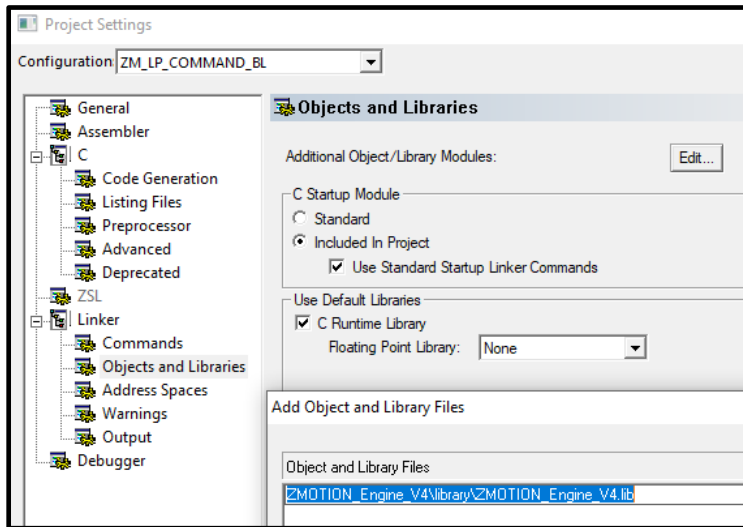 Project Settings
Configuration: ZM_LP_COMMAND_BL
General
Assembler
C
Code Generation
Listing Files
Preprocessor
Advanced
Deprecated
ZSL
Linker
Commands
Objects and Libraries
Address Spaces
Warnings
Output
Debugger
Objects and Libraries
Additional Object/Library Modules:
Edit...
C Startup Module
Standard
Included In Project
Use Standard Startup Linker Commands
Use Default Libraries
C Runtime Library
Floating Point Library: None
Add Object and Library Files
Object and Library Files
ZMOTION_Engine_V4\library\ZMOTION_Engine_V4.lib